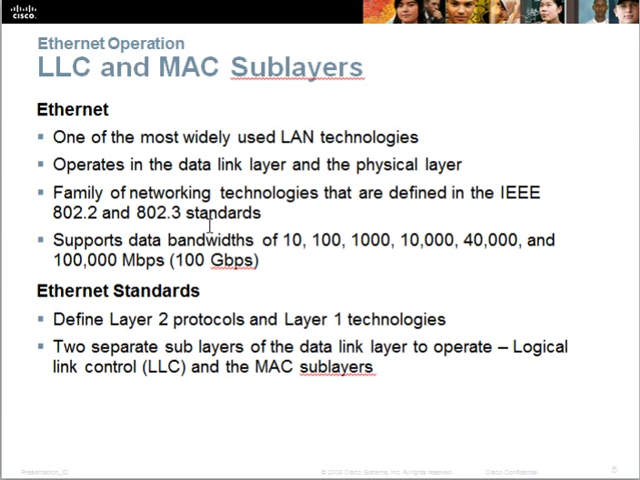 CISCO
Ethernet Operation
LLC and MAC Sublayers
Ethernet
▪ One of the most widely used LAN technologies
▪ Operates in the data link layer and the physical layer
▪ Family of networking technologies that are defined in the IEEE
802.2 and 802.3 standards
▪ Supports data bandwidths of 10, 100, 1000, 10,000, 40,000, and
100,000 Mbps (100 Gbps)
Ethernet Standards
▪ Define Layer 2 protocols and Layer 1 technologies
▪ Two separate sub layers of the data link layer to operate – Logical
link control (LLC) and the MAC sublayers
Presentation_ID © 2008 Cisco Systems, Inc. All rights reserved. Cisco Confidential 5